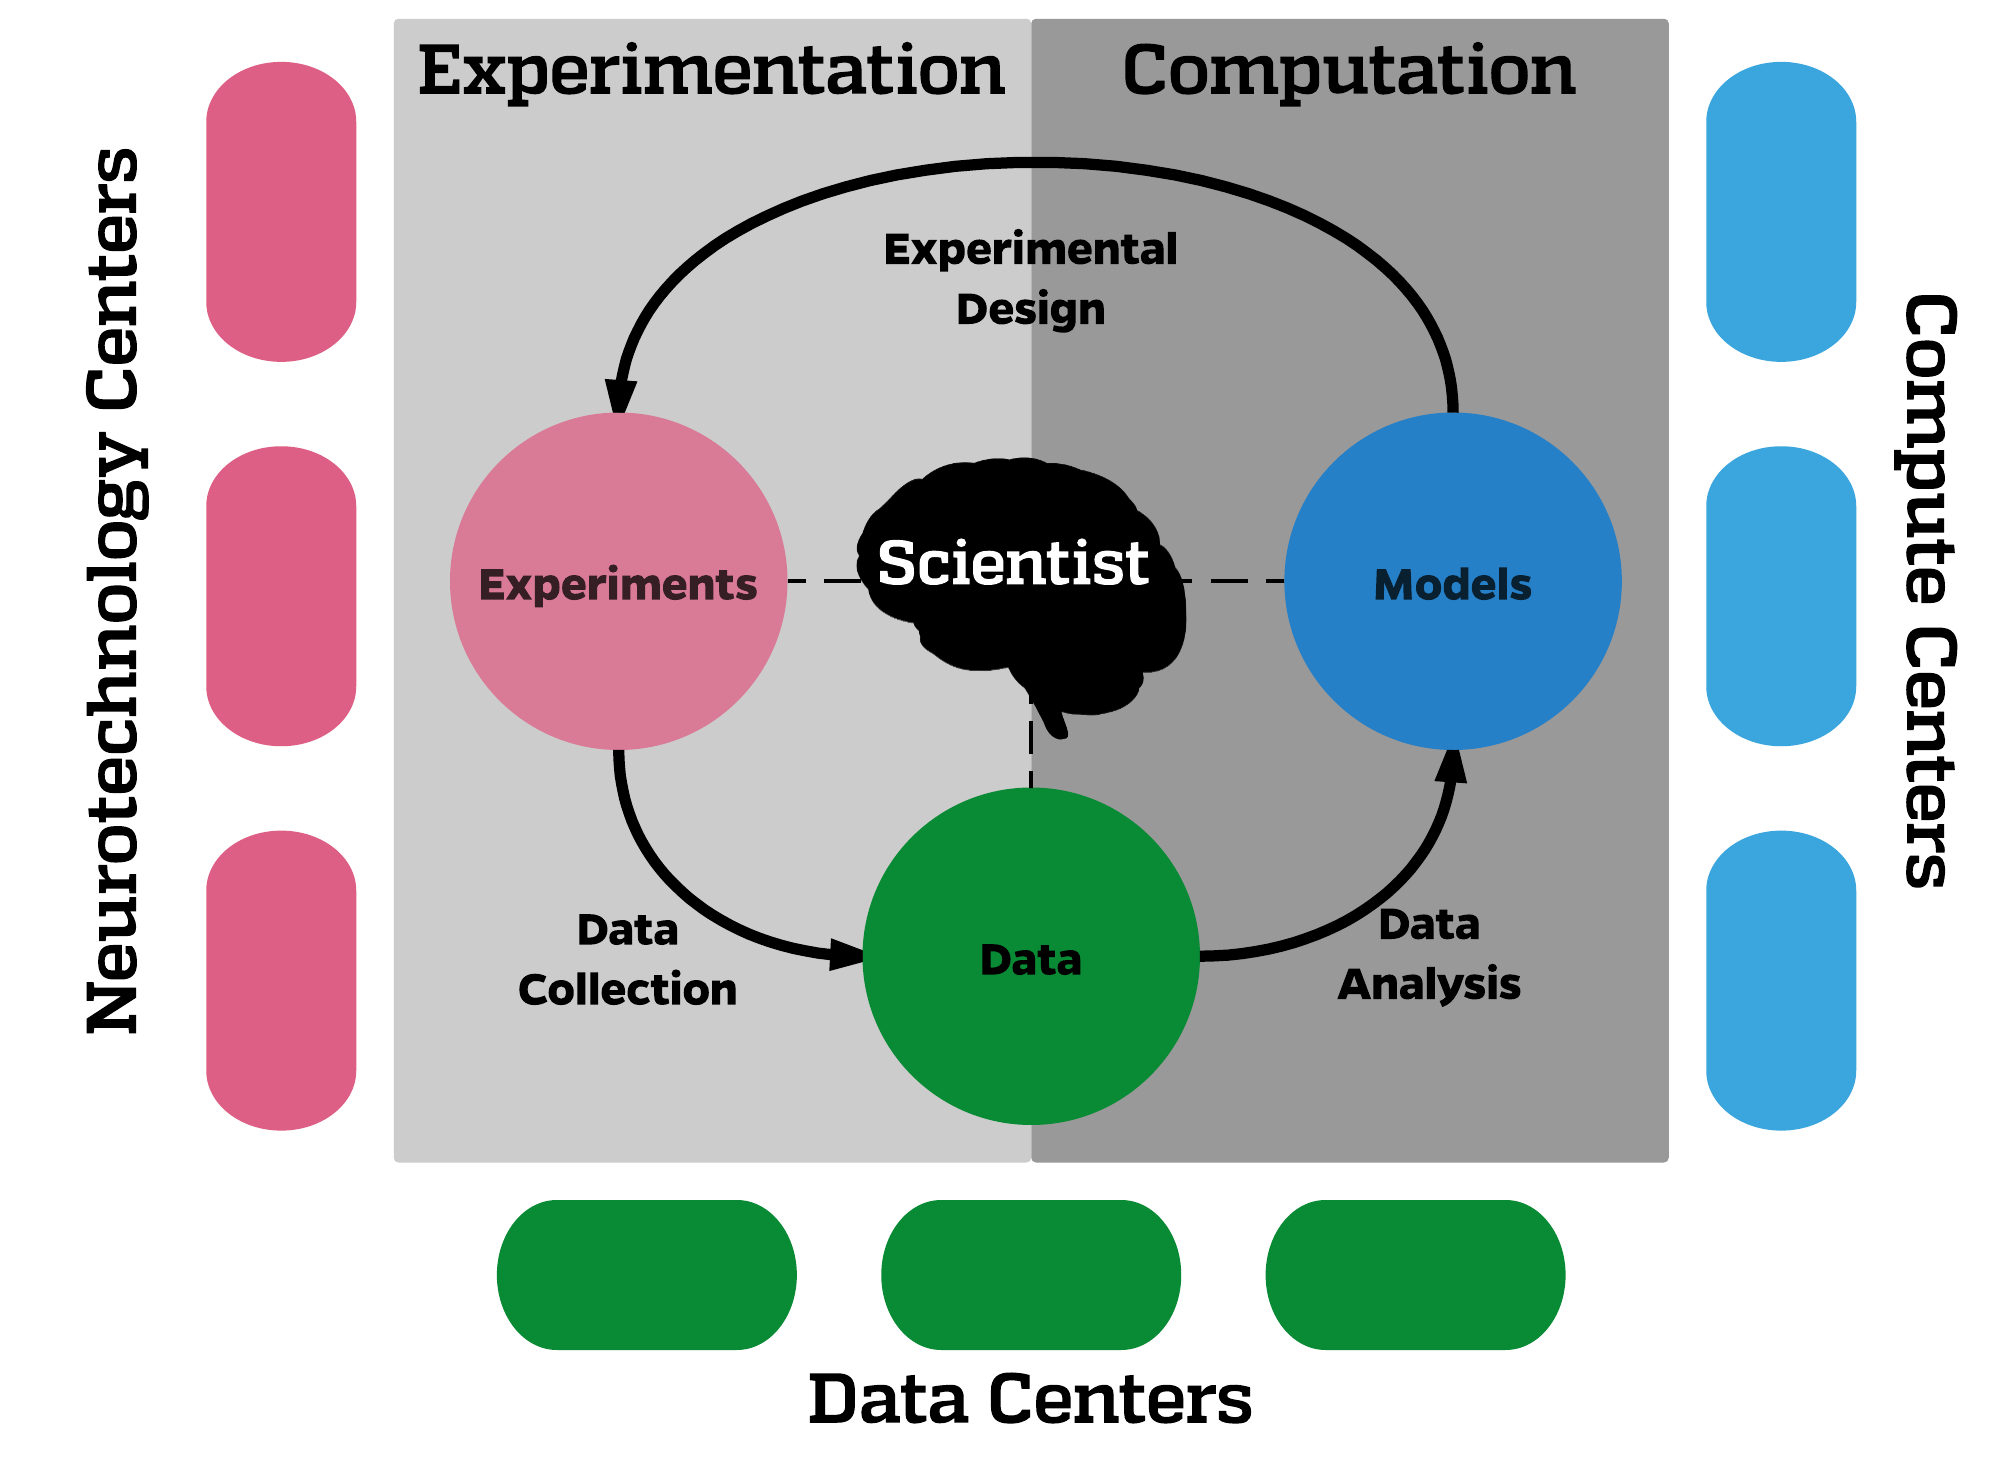 Experimentation
Computation
Experimental
Design
Neurotechnology Centers
Compute Centers
Experiments
Scientist
Models
Data
Collection
Data
Data
Analysis
Data Centers